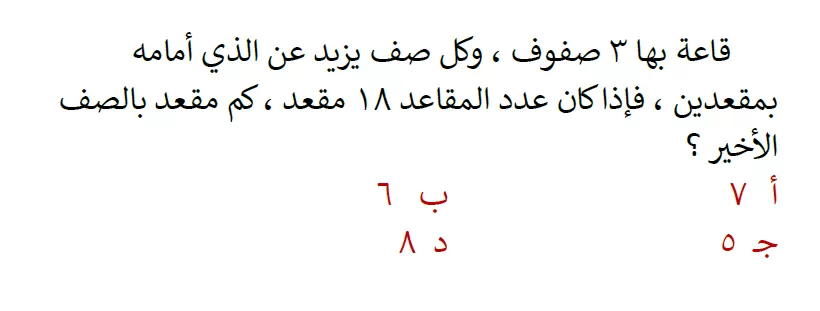 قاعة بها ٣ صفوف ، وكل صف يزيد عن الذي أمامه
بمقعدين ، فإذا كان عدد المقاعد ١٨ مقعد ، كم مقعد بالصف
الأخير ؟
أ ٧ ب ٦
جـ ٥ د ٨